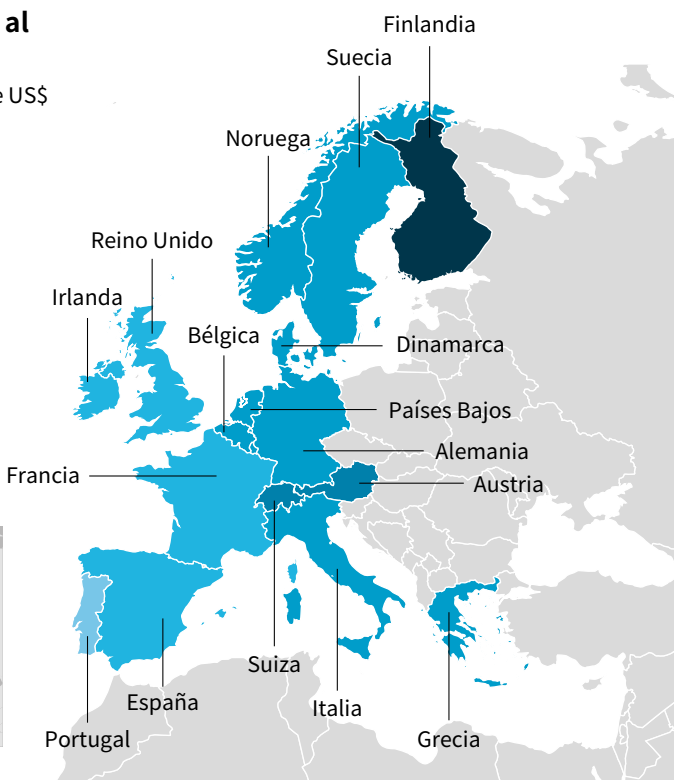 al
US$
Finlandia
Suecia
Noruega
Reino Unido
Irlanda
Bélgica
Dinamarca
Países Bajos
Alemania
Francia
Austria
Suiza
España
Italia
Portugal
Grecia